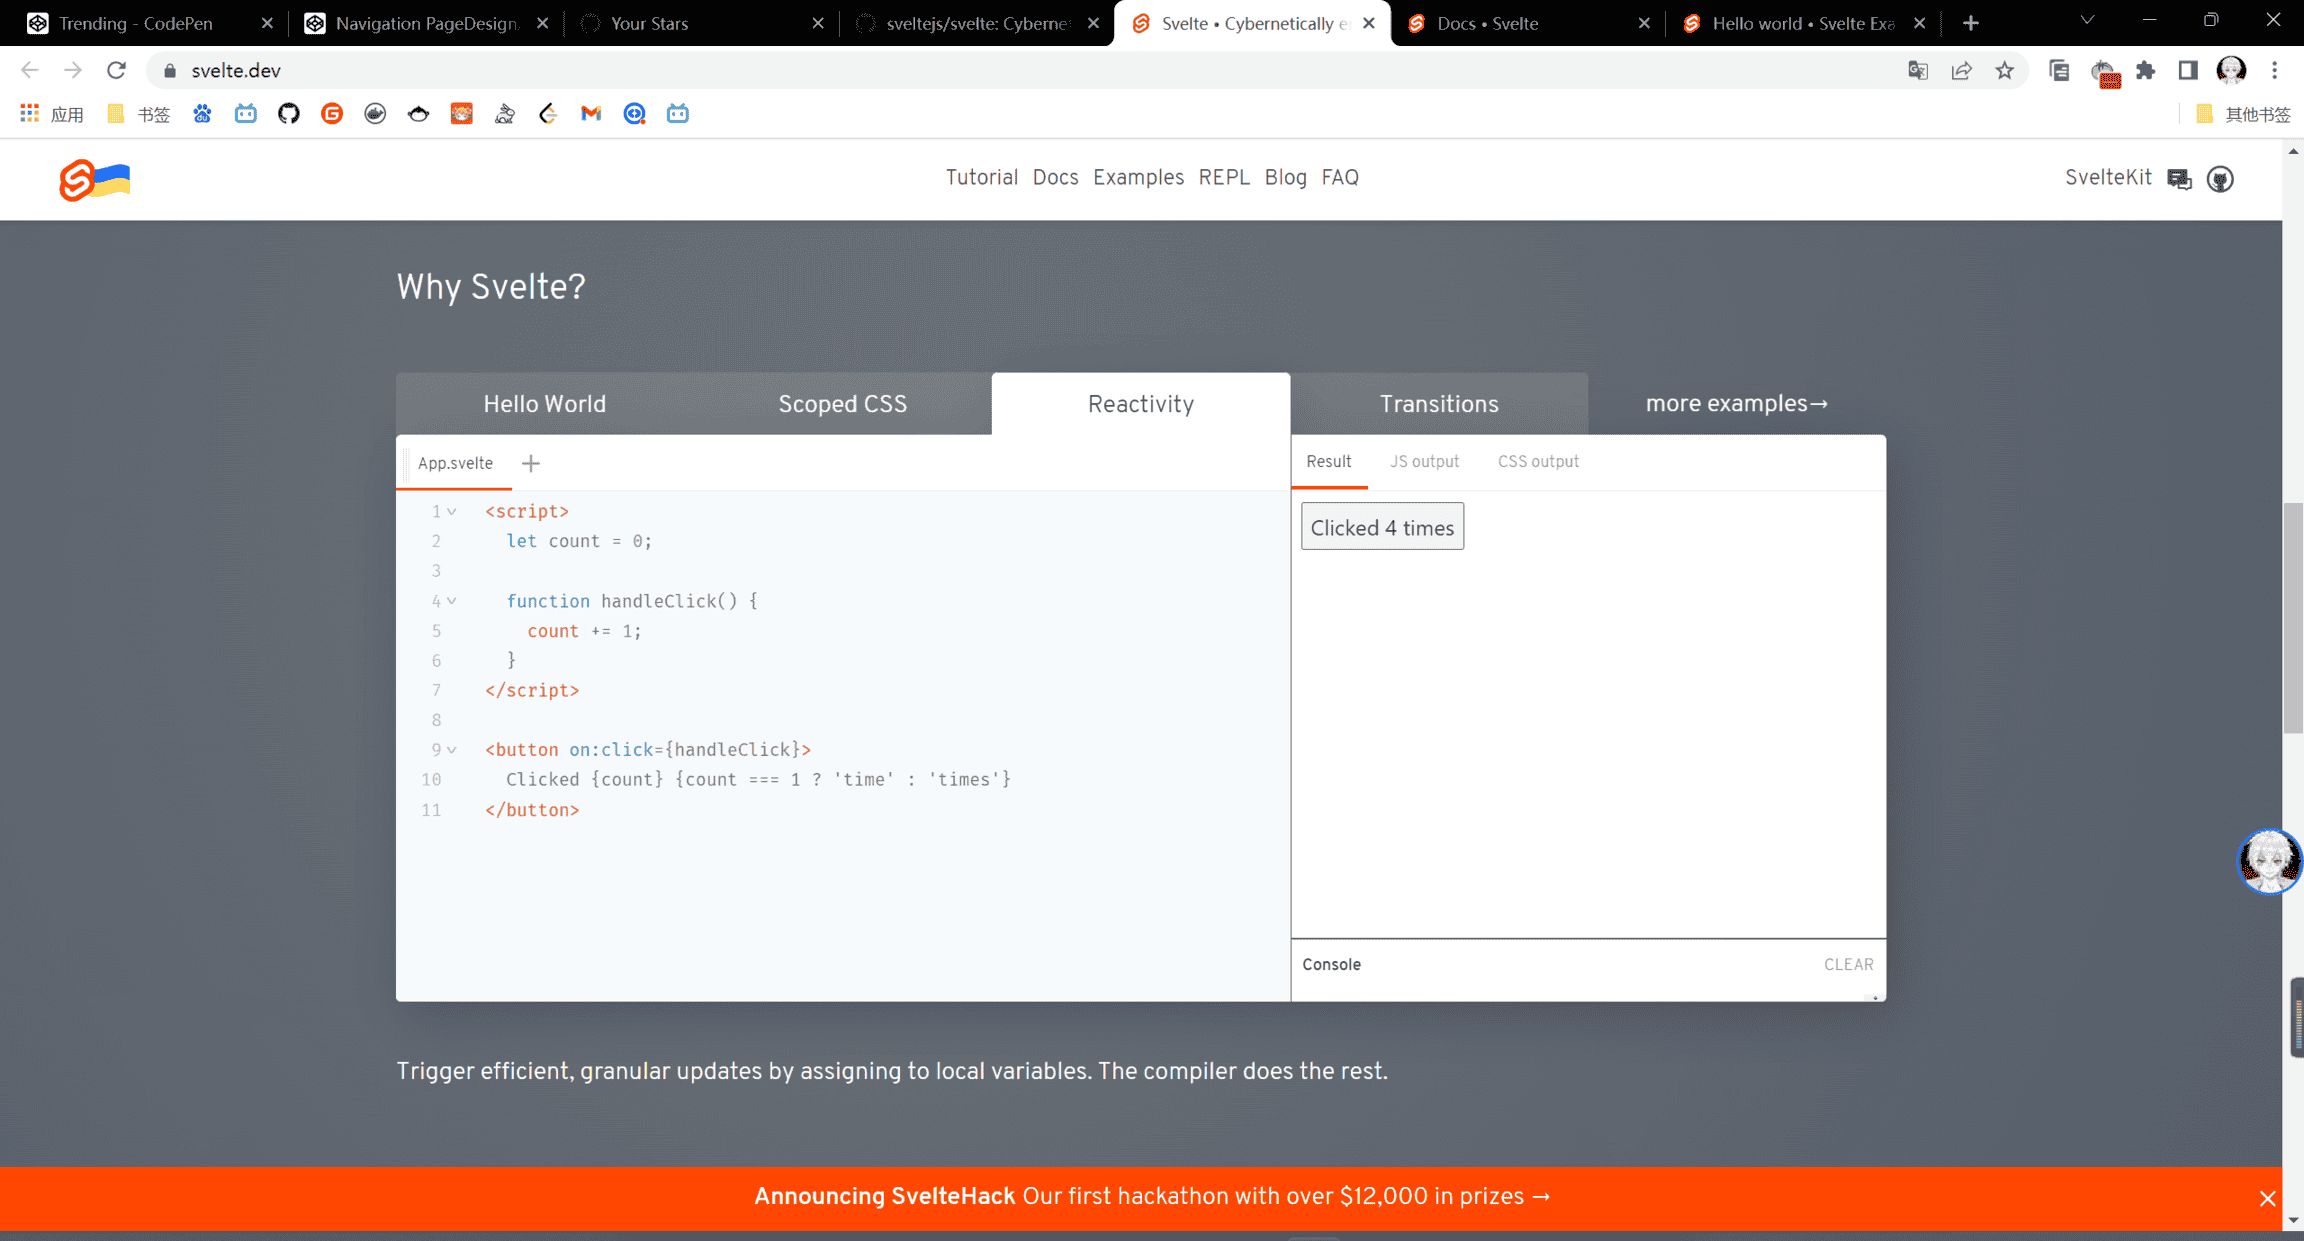 Trending - CodePen
Navigation PageDesign
Your Stars
sveltejs/svelte: Cyberne
Svelte • Cybernetically e
Docs • Svelte
Hello world • Svelte Exa
svelte.dev
应用
书签
其他书签
Tutorial Docs Examples REPL Blog FAQ
SvelteKit
Why Svelte?
Hello World
Scoped CSS
Reactivity
Transitions
more examples→
App.svelte
Result
JS output
CSS output
1 <script>
2 let count = 0;
3
4 function handleClick() {
5 count += 1;
6 }
7 </script>
8
9 <button on:click={handleClick}>
10 Clicked {count} {count === 1 ? 'time' : 'times'}
11 </button>
Clicked 4 times
Console
CLEAR
Trigger efficient, granular updates by assigning to local variables. The compiler does the rest.
Announcing SvelteHack Our first hackathon with over $12,000 in prizes →